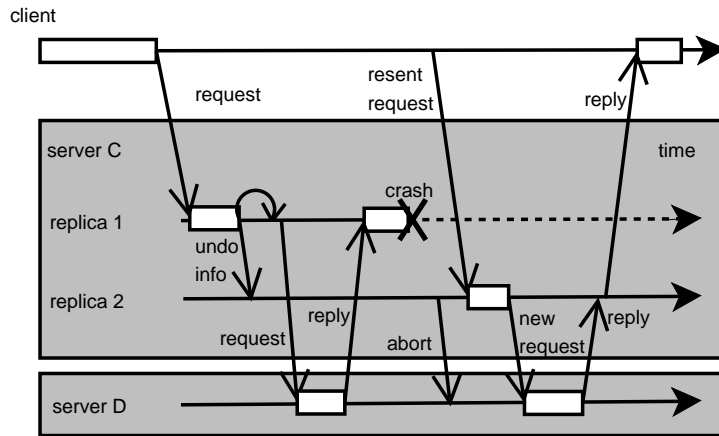 client
resent
request
request
reply
server C
time
crash
replica 1
undo
info
replica 2
reply
new
reply
request
abort
request
server D